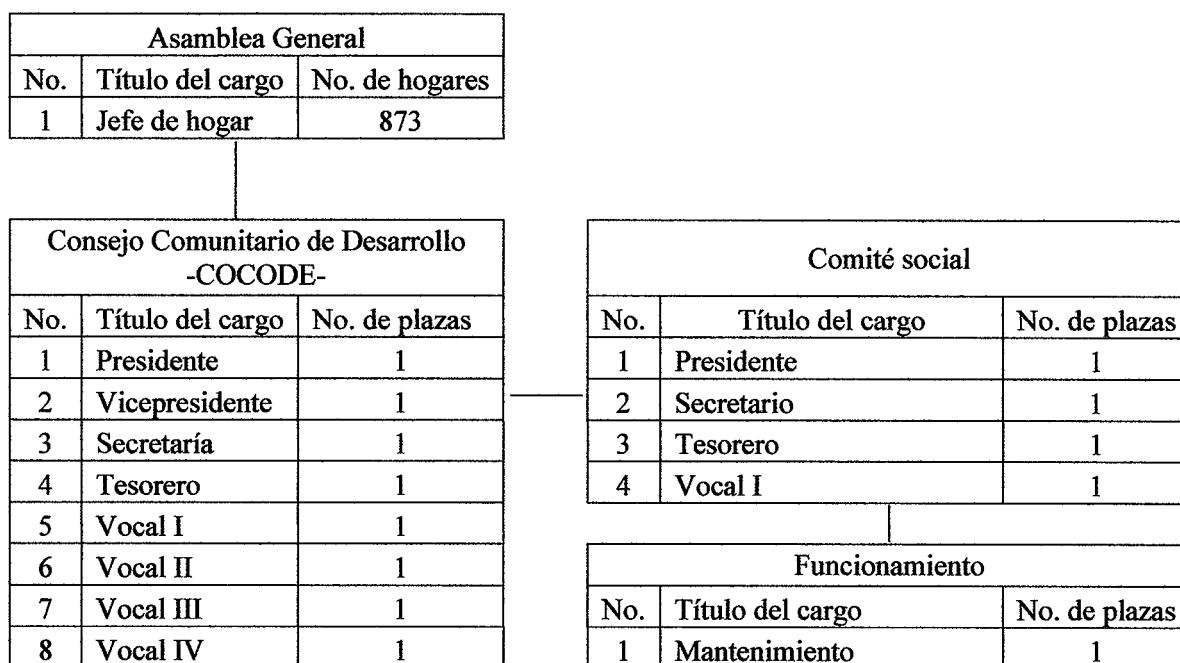 Asamblea General
No. Título del cargo No. de hogares
1 Jefe de hogar 873
Consejo Comunitario de Desarrollo
-COCODE-
No. Título del cargo No. de plazas
1 Presidente 1
2 Vicepresidente 1
3 Secretaría 1
4 Tesorero 1
5 Vocal I 1
6 Vocal II 1
7 Vocal III 1
8 Vocal IV 1
Comité social
No. Título del cargo No. de plazas
1 Presidente 1
2 Secretario 1
3 Tesorero 1
4 Vocal I 1
Funcionamiento
No. Título del cargo No. de plazas
1 Mantenimiento 1